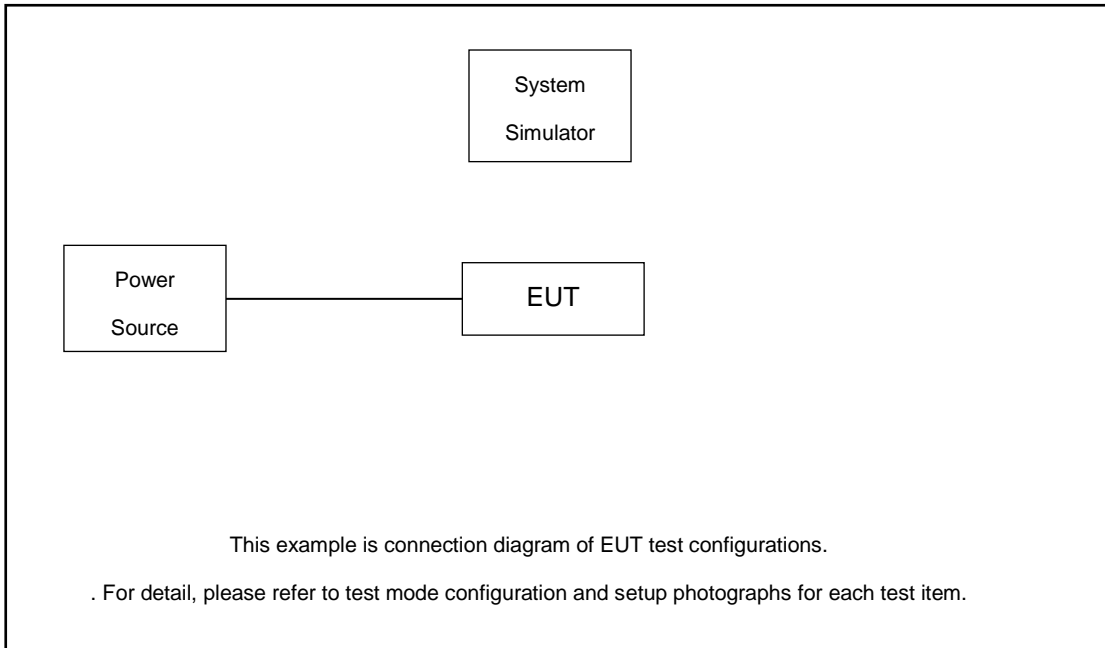 System
Simulator
Power
Source
EUT
This example is connection diagram of EUT test configurations.
. For detail, please refer to test mode configuration and setup photographs for each test item.